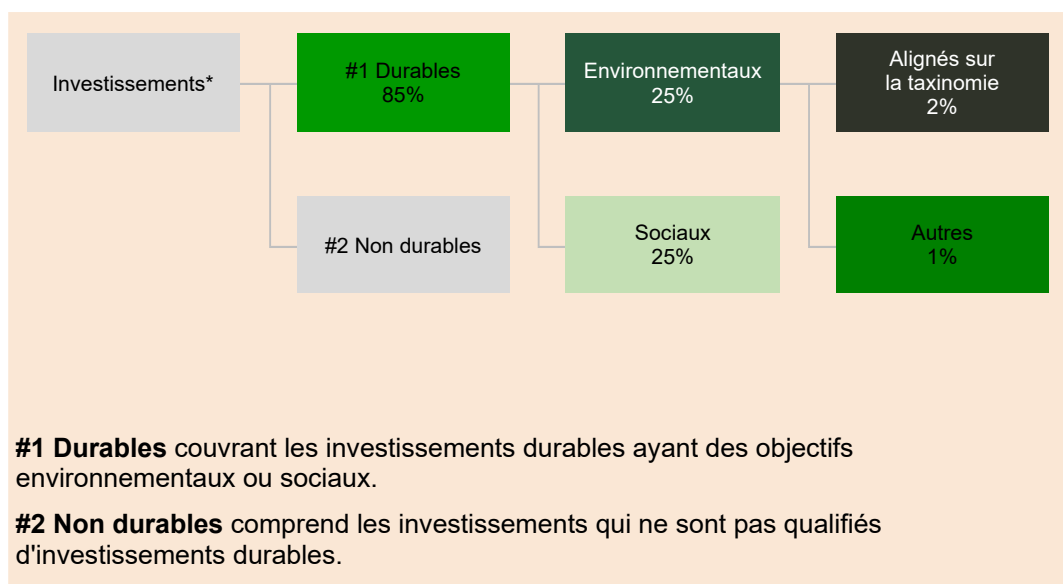 Investissements*
#1 Durables
85%
Environnementaux
25%
Alignés sur
la taxinomie
2%
#2 Non durables
Sociaux
25%
Autres
1%
#1 Durables couvrant les investissements durables ayant des objectifs
environnementaux ou sociaux.
#2 Non durables comprend les investissements qui ne sont pas qualifiés
d'investissements durables.